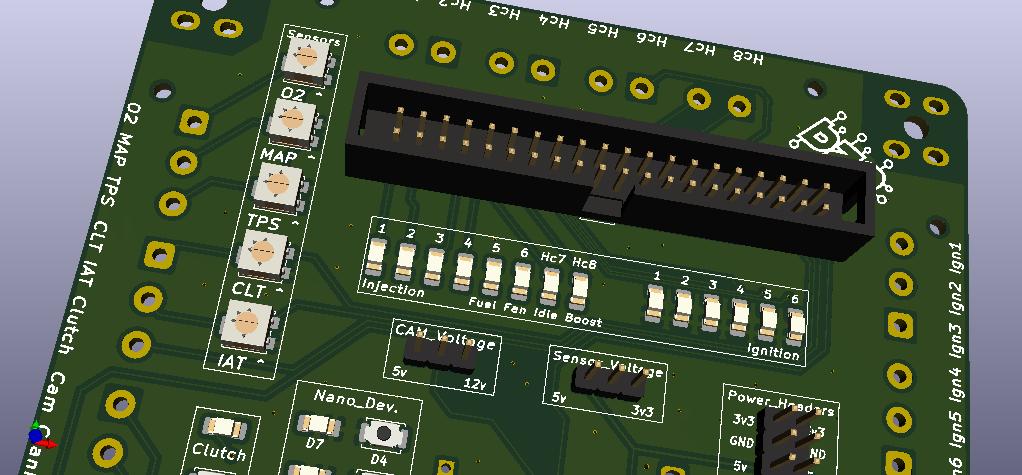 Hc2 Hc3 Hc4 Hc5 Hc6 Hc7 Hc8
Sensors
O2 ^
MAP ^
TPS ^
CLT ^
IAT ^
O2 MAP TPS CLT IAT Clutch Cam
D
1 2 3 4 5 6 Hc7 Hc8
Injection
Fuel Fan Idle Boost
1 2 3 4 5 6
Ignition
CAM_Voltage
5v 12v
Sensor_Voltage
5v 3v3
Power_Headers
3v3
GND
5v
Ign1 Ign2 Ign3 Ign4 Ign5
Nano_Dev.
D7 D4
Clutch